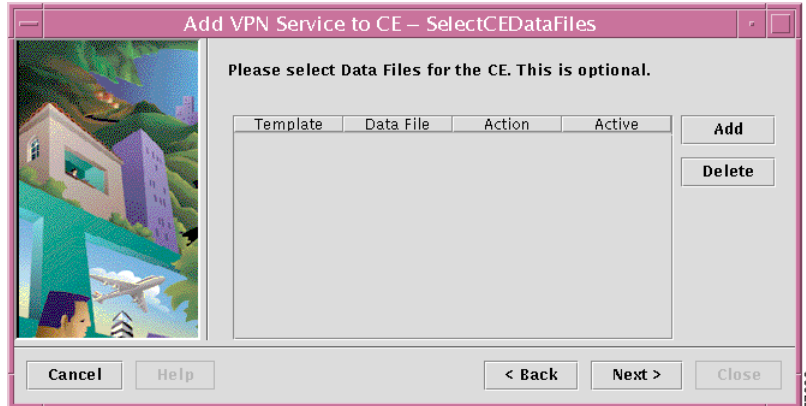 Add VPN Service to CE – SelectCEDataFiles
Please select Data Files for the CE. This is optional.
Template Data File Action Active
Add
Delete
Cancel Help < Back Next > Close